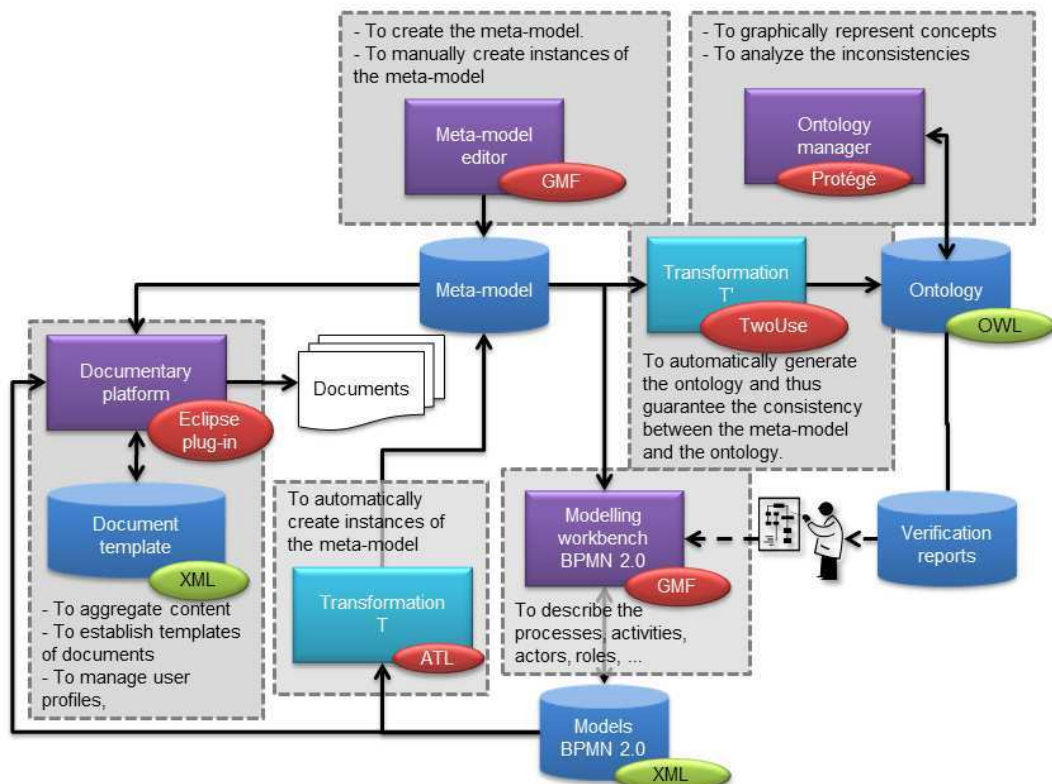 - To create the meta-model.
- To manually create instances of
the meta-model
Meta-model
editor
GMF
- To graphically represent concepts
- To analyze the inconsistencies
Ontology
manager
Protégé
Meta-model
Transformation
T'
TwoUse
To automatically generate
the ontology and thus
guarantee the consistency
between the meta-model
and the ontology.
Ontology
OWL
Documentary
platform
Eclipse
plug-in
Documents
Document
template
XML
- To aggregate content
- To establish templates
of documents
- To manage user
profiles,
To automatically
create instances of
the meta-model
Transformation
T
ATL
Modelling
workbench
BPMN 2.0
GMF
To describe the
processes, activities,
actors, roles, ...
Verification
reports
Models
BPMN 2.0
XML